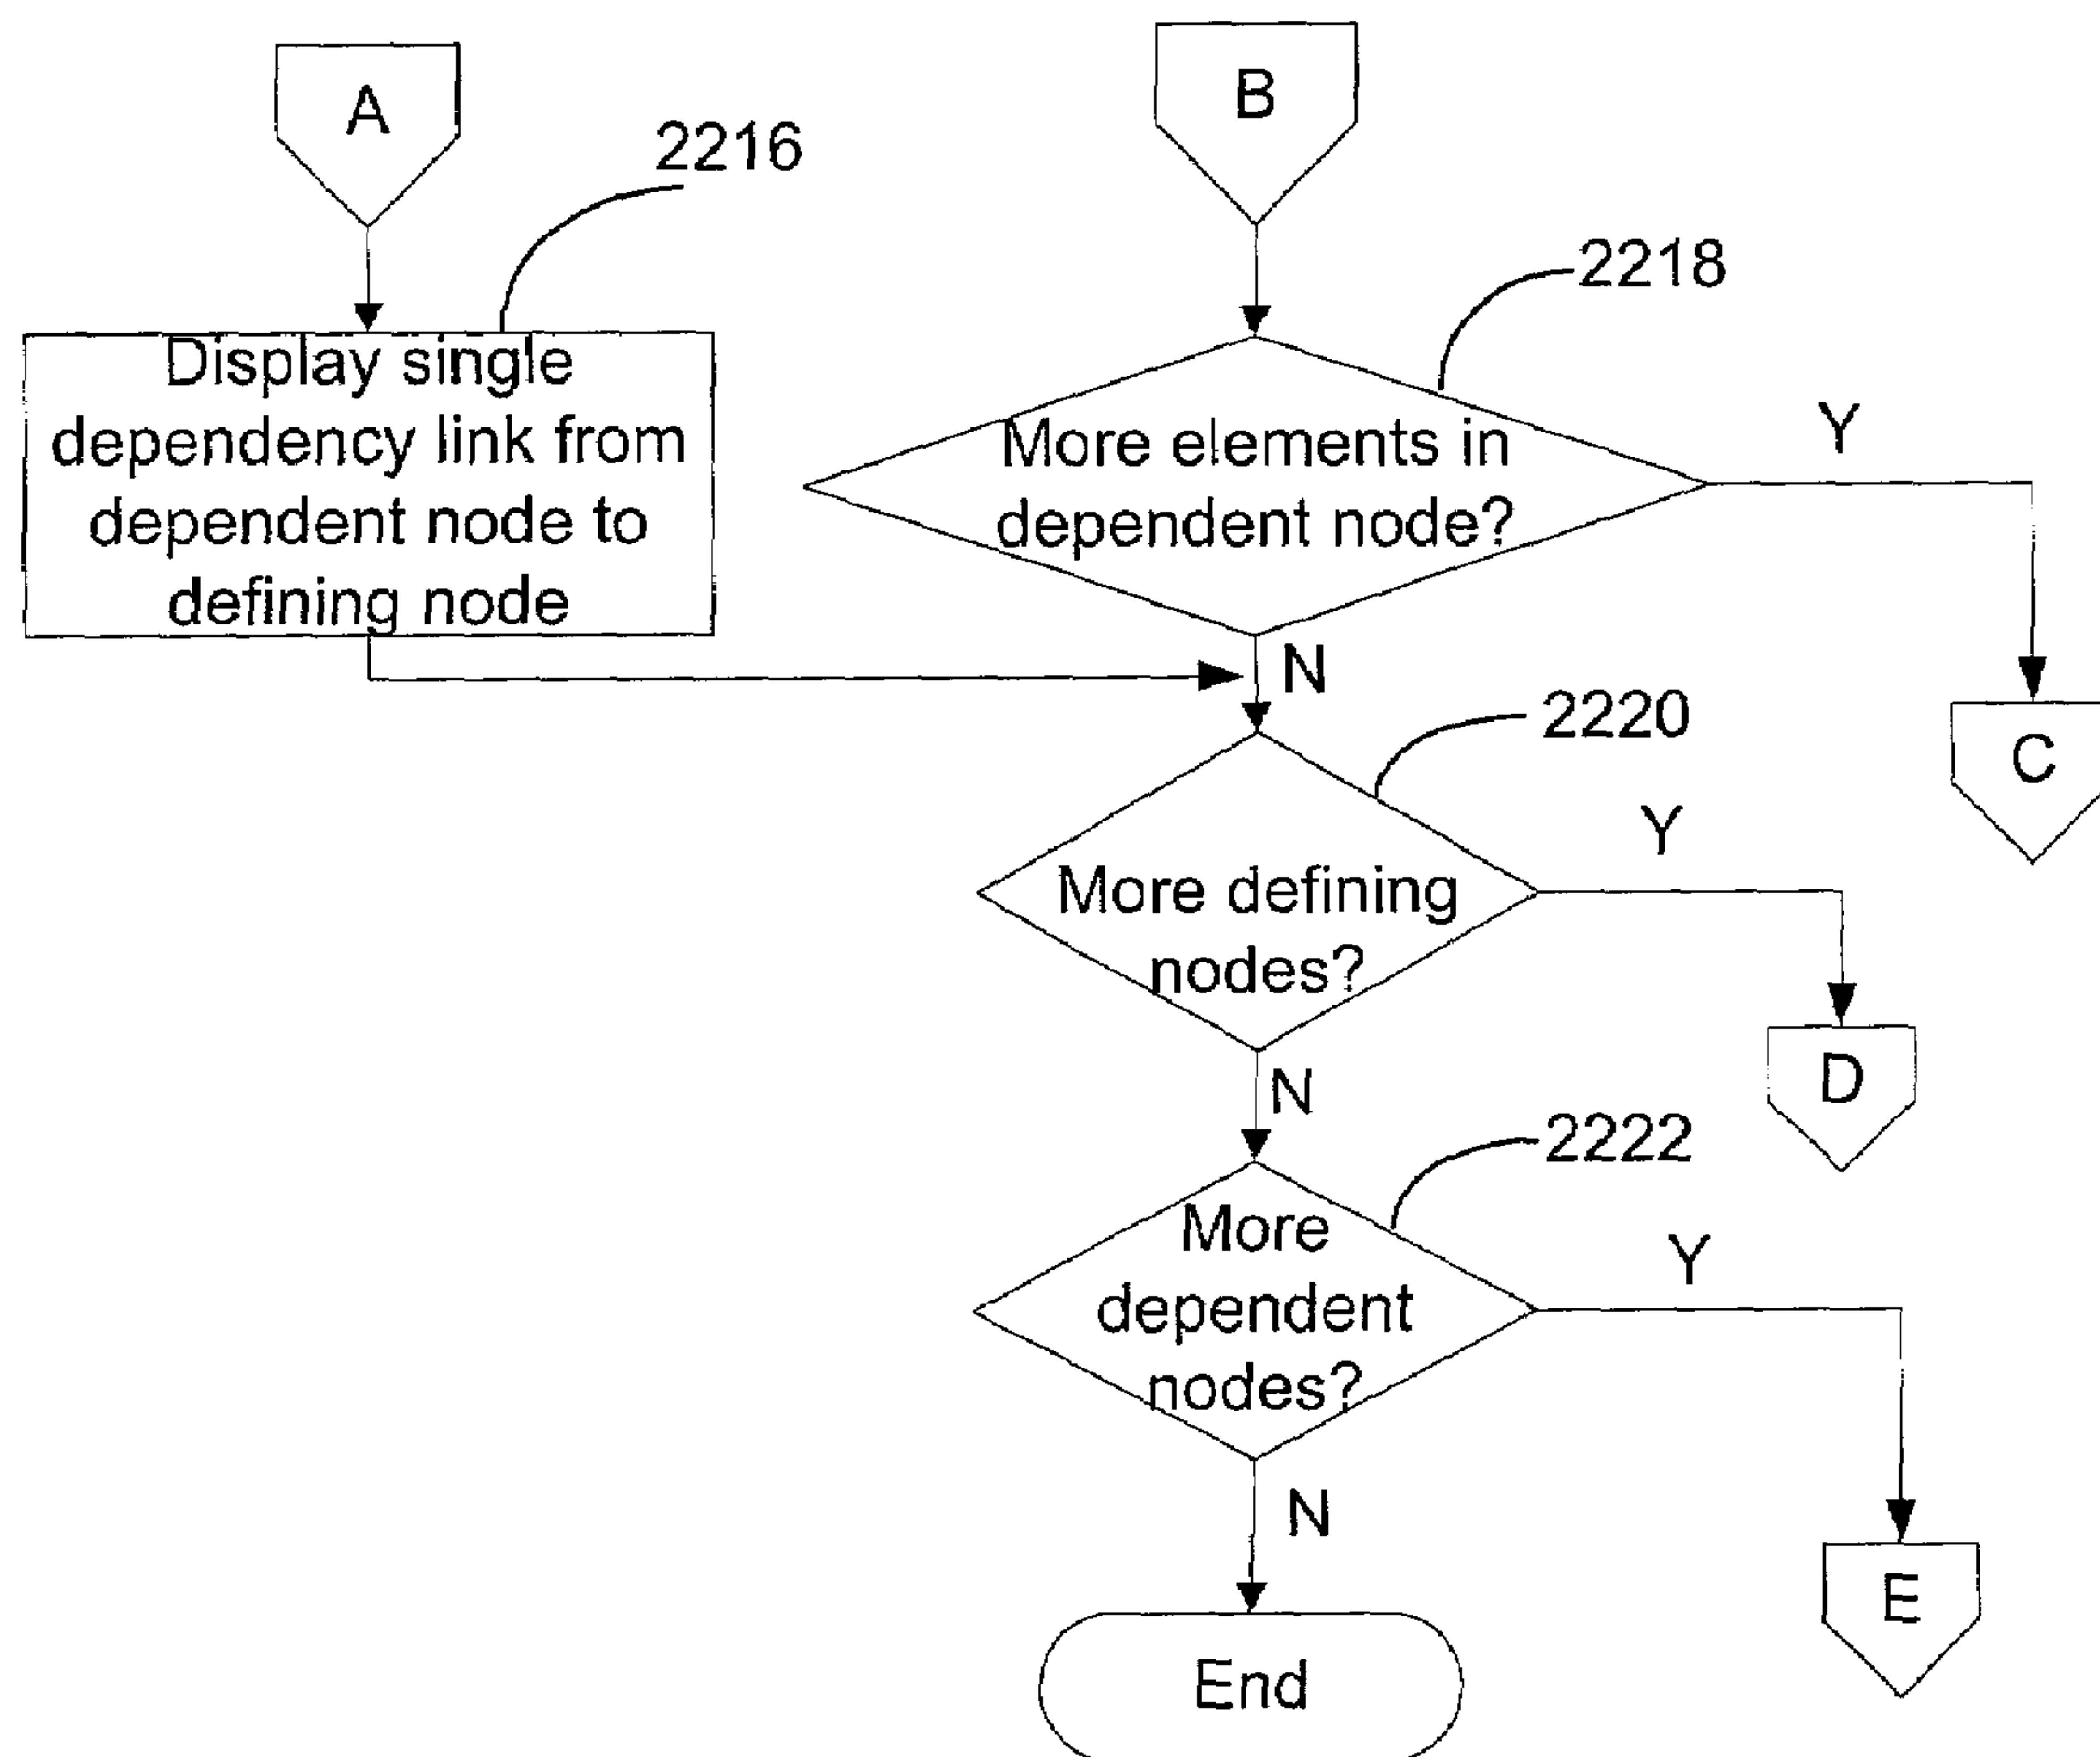 A
B
2216
2218
Display single
dependency link from
dependent node to
defining node
More elements in
dependent node?
Y
N
2220
C
More defining
nodes?
Y
D
N
2222
More
dependent
nodes?
Y
N
E
End